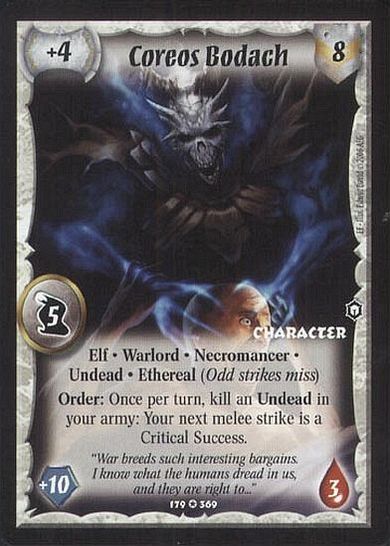 +4
Coreos Bodach
8
5
CHARACTER
Elf • Warlord • Necromancer •
Undead • Ethereal (Odd strikes miss)
Order: Once per turn, kill an Undead in
your army: Your next melee strike is a
Critical Success.
"War breeds such interesting bargains.
I know what the humans dread in us,
and they are right to..."
+10
3
179 369